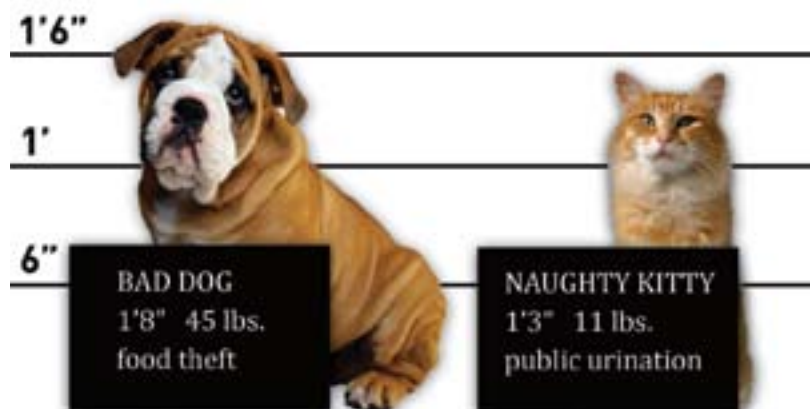 1'6"
1'
6"
BAD DOG
1'8" 45 lbs.
food theft
NAUGHTY KITTY
1'3" 11 lbs.
public urination